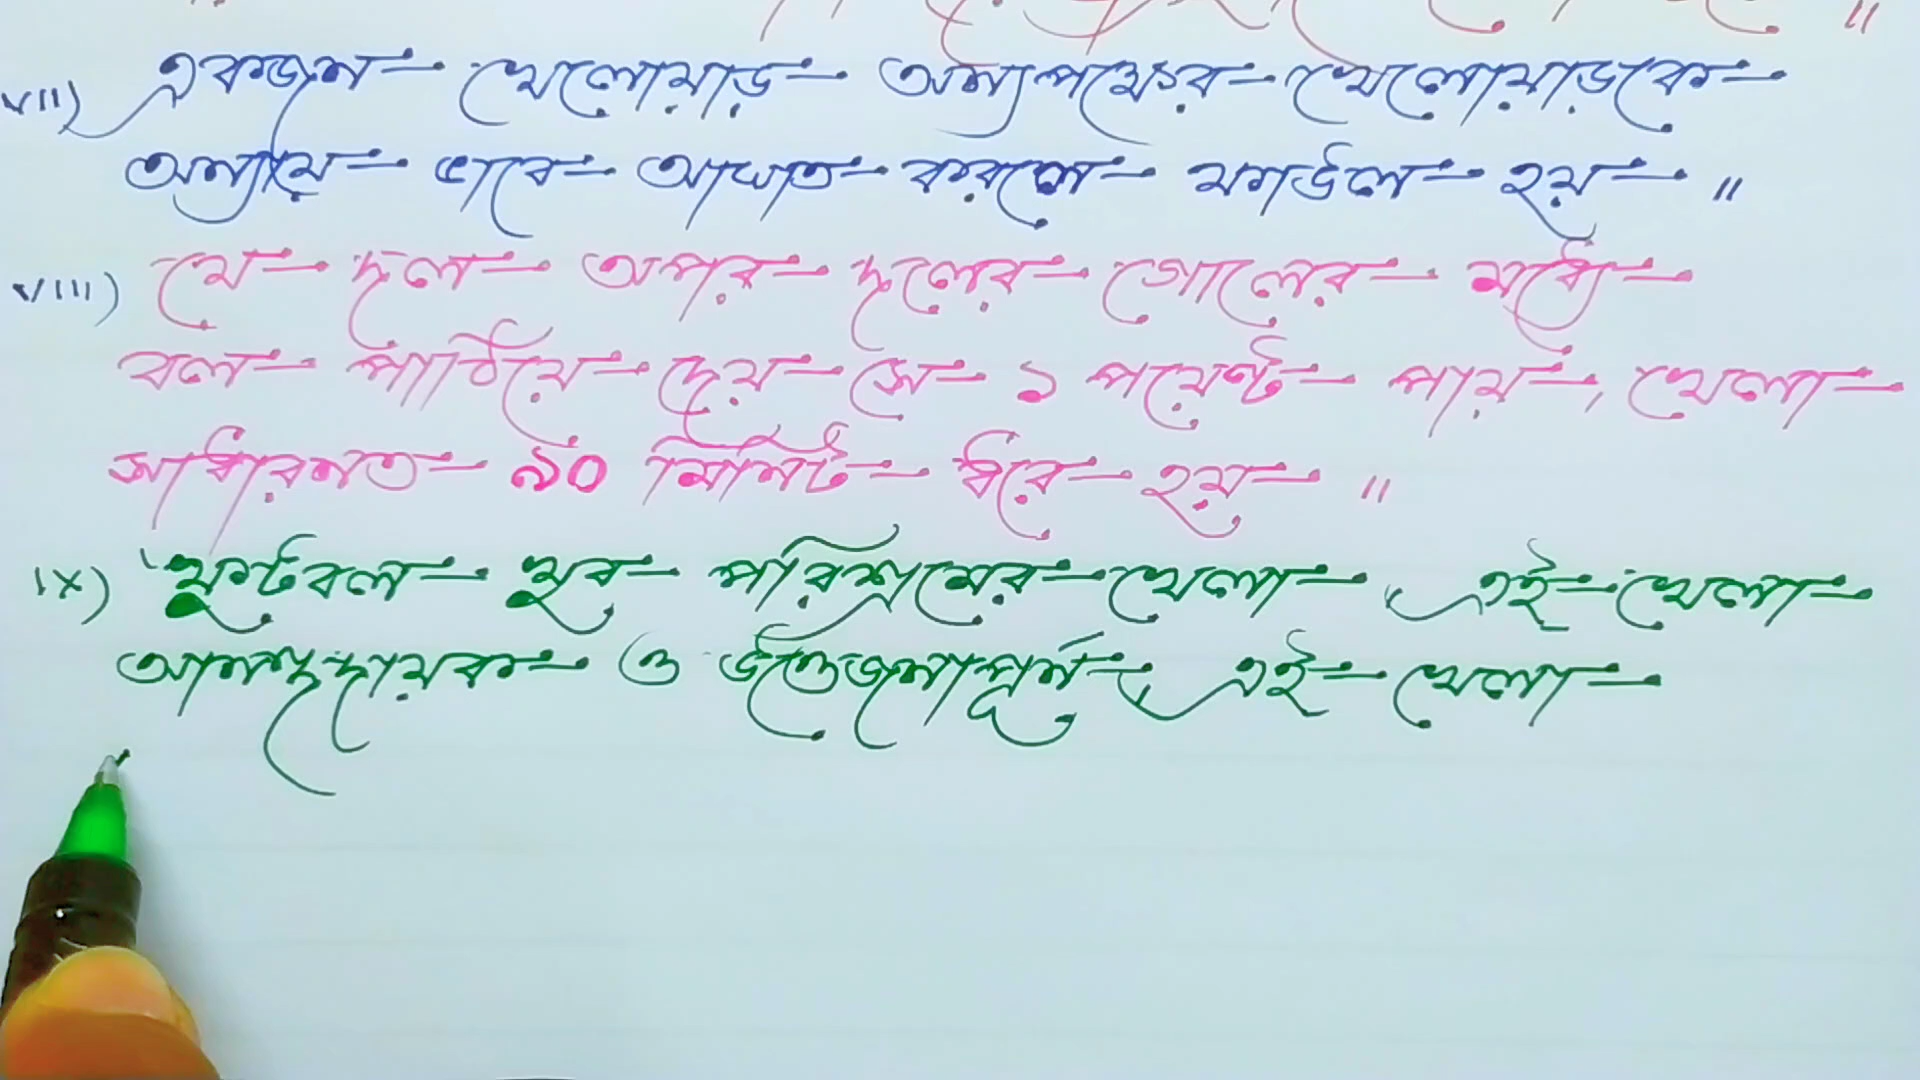 vii) একজন খেলোয়াড় অন্যপক্ষের খেলোয়াড়কে
অন্যায় ভাবে আঘাত করলে ফাউল হয় ॥
viii) যে দল অপর দলের গোলের মধ্যে
বল পাঠিয়ে দেয় সে ১ পয়েন্ট পায়, খেলা
সাধারনত ৯০ মিনিট ধরে হয় ॥
ix) ফুটবল খুব পরিশ্রমের খেলা, এই খেলা
আনন্দদায়ক ও উত্তেজনাপূর্ন, এই খেলা